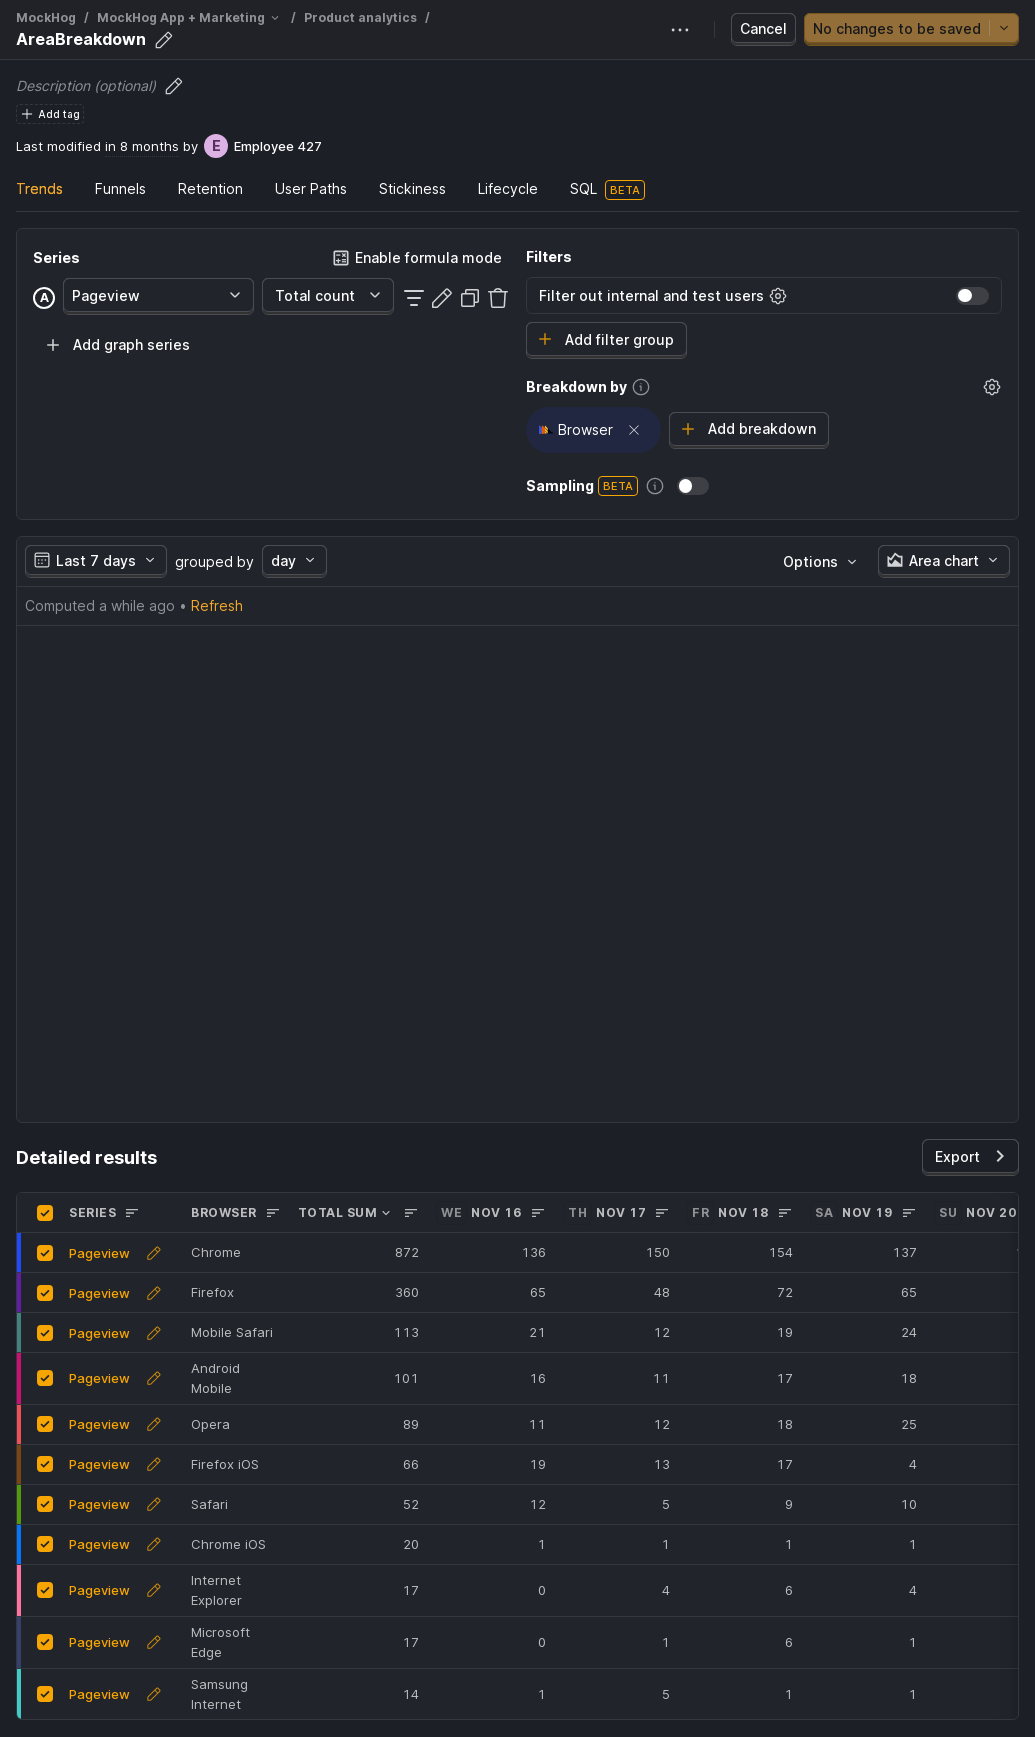 MockHog / MockHog App + Marketing / Product analytics /
AreaBreakdown
Cancel
No changes to be saved
Description (optional)
Add tag
Last modified in 8 months by E Employee 427
Trends Funnels Retention User Paths Stickiness Lifecycle SQL BETA
Series
Enable formula mode
A Pageview Total count
Add graph series
Filters
Filter out internal and test users
Add filter group
Breakdown by
Browser
Add breakdown
Sampling BETA
Last 7 days grouped by day
Options
Area chart
Computed a while ago • Refresh
Detailed results
Export
SERIES BROWSER TOTAL SUM WE NOV 16 TH NOV 17 FR NOV 18 SA NOV 19 SU NOV 20
Pageview Chrome 872 136 150 154 137
Pageview Firefox 360 65 48 72 65
Pageview Mobile Safari 113 21 12 19 24
Pageview Android Mobile 101 16 11 17 18
Pageview Opera 89 11 12 18 25
Pageview Firefox iOS 66 19 13 17 4
Pageview Safari 52 12 5 9 10
Pageview Chrome iOS 20 1 1 1 1
Pageview Internet Explorer 17 0 4 6 4
Pageview Microsoft Edge 17 0 1 6 1
Pageview Samsung Internet 14 1 5 1 1